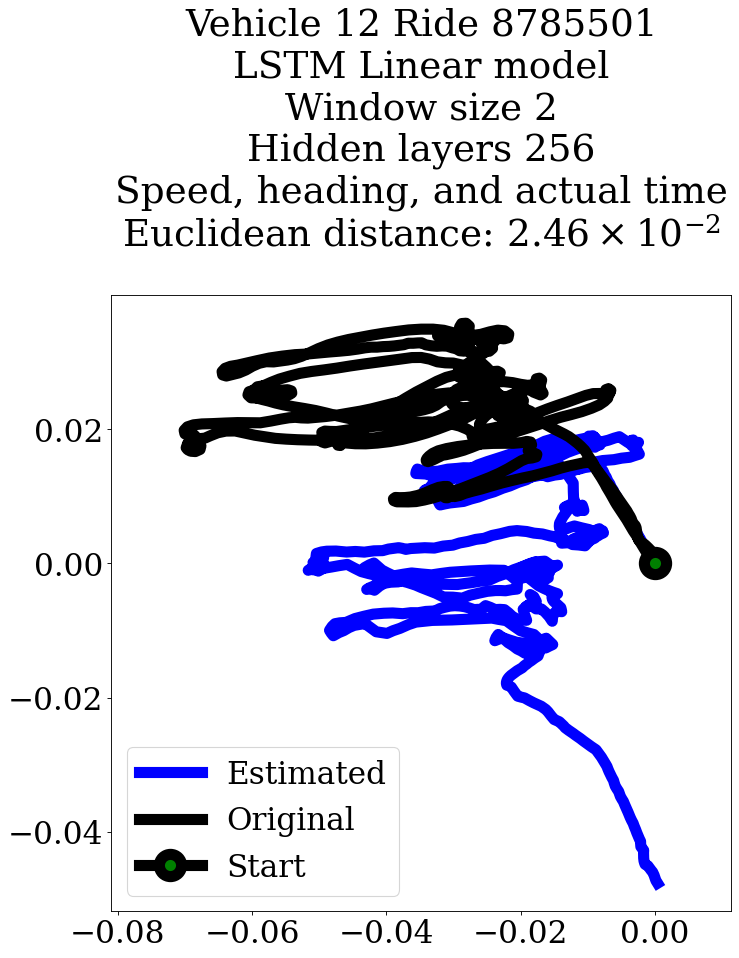 Vehicle 12 Ride 8785501
LSTM Linear model
Window size 2
Hidden layers 256
Speed, heading, and actual time
Euclidean distance: 2.46 × 10⁻²
0.02
0.00
−0.02
−0.04
Estimated
Original
Start
−0.08 −0.06 −0.04 −0.02 0.00